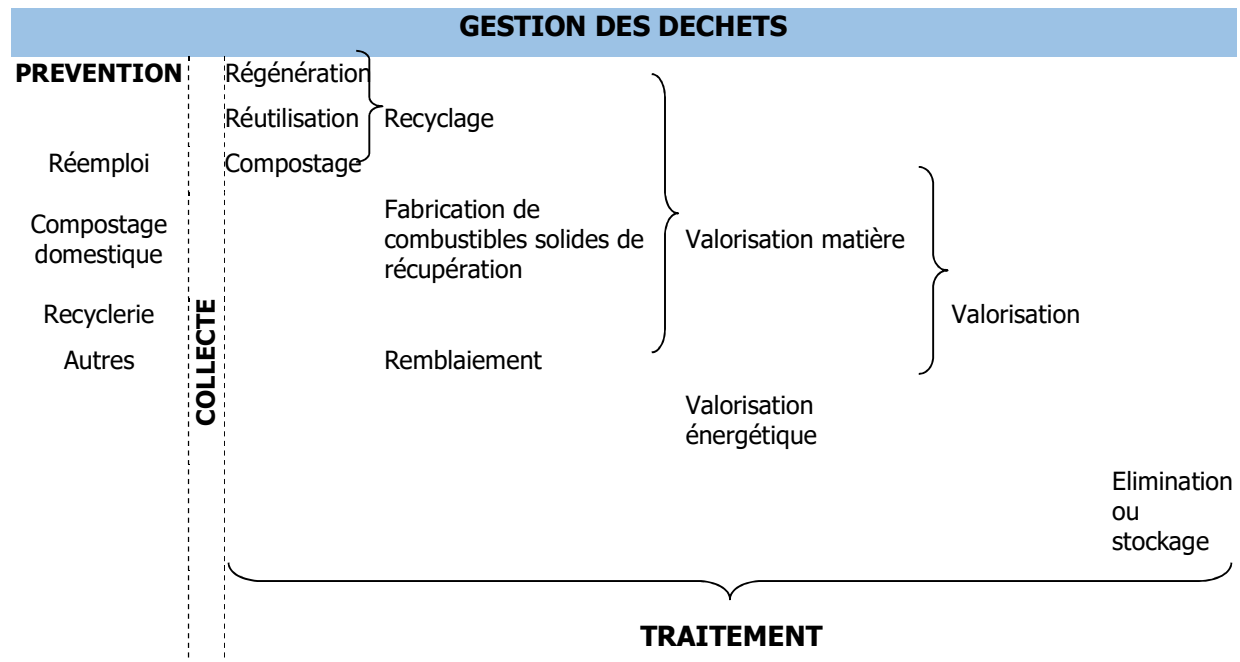 GESTION DES DECHETS
PREVENTION
Réemploi
Compostage
domestique
Recyclerie
Autres
COLLECTE
Régénération
Réutilisation
Compostage
Recyclage
Fabrication de
combustibles solides de
récupération
Remblaiement
Valorisation matière
Valorisation
énergétique
Valorisation
Elimination
ou
stockage
TRAITEMENT